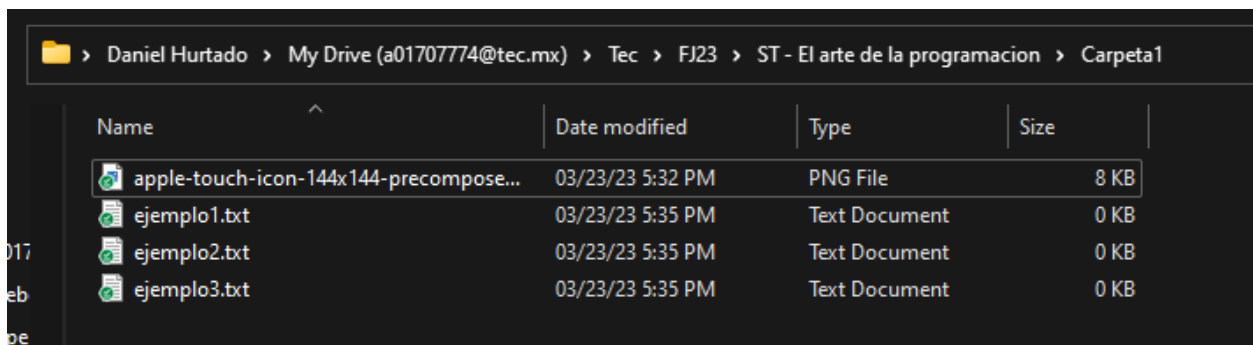 Daniel Hurtado > My Drive (a01707774@tec.mx) > Tec > FJ23 > ST - El arte de la programacion > Carpeta1
Name Date modified Type Size
apple-touch-icon-144x144-precompose... 03/23/23 5:32 PM PNG File 8 KB
ejemplo1.txt 03/23/23 5:35 PM Text Document 0 KB
017 ejemplo2.txt 03/23/23 5:35 PM Text Document 0 KB
eb ejemplo3.txt 03/23/23 5:35 PM Text Document 0 KB
pe